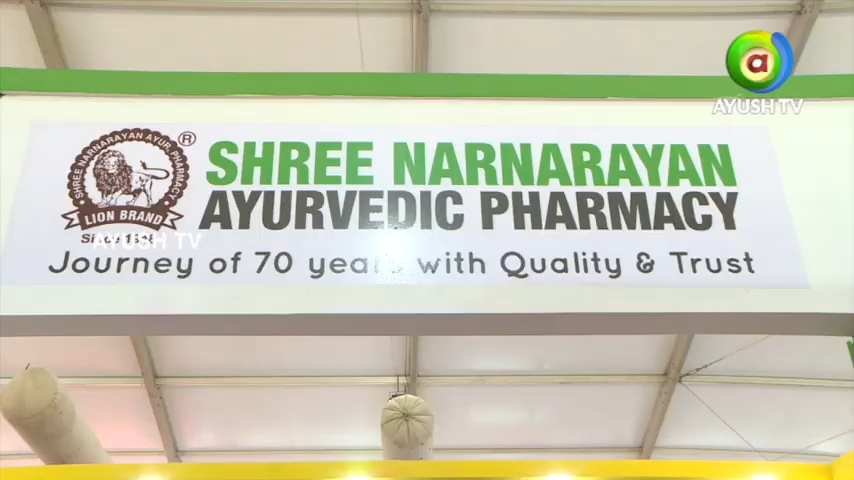 a
AYUSH TV
SHREE NARNARAYAN AYUR. PHARMACY
®
LION BRAND
SHREE NARNARAYAN
AYURVEDIC PHARMACY
AYUSH TV
Journey of 70 years with Quality & Trust